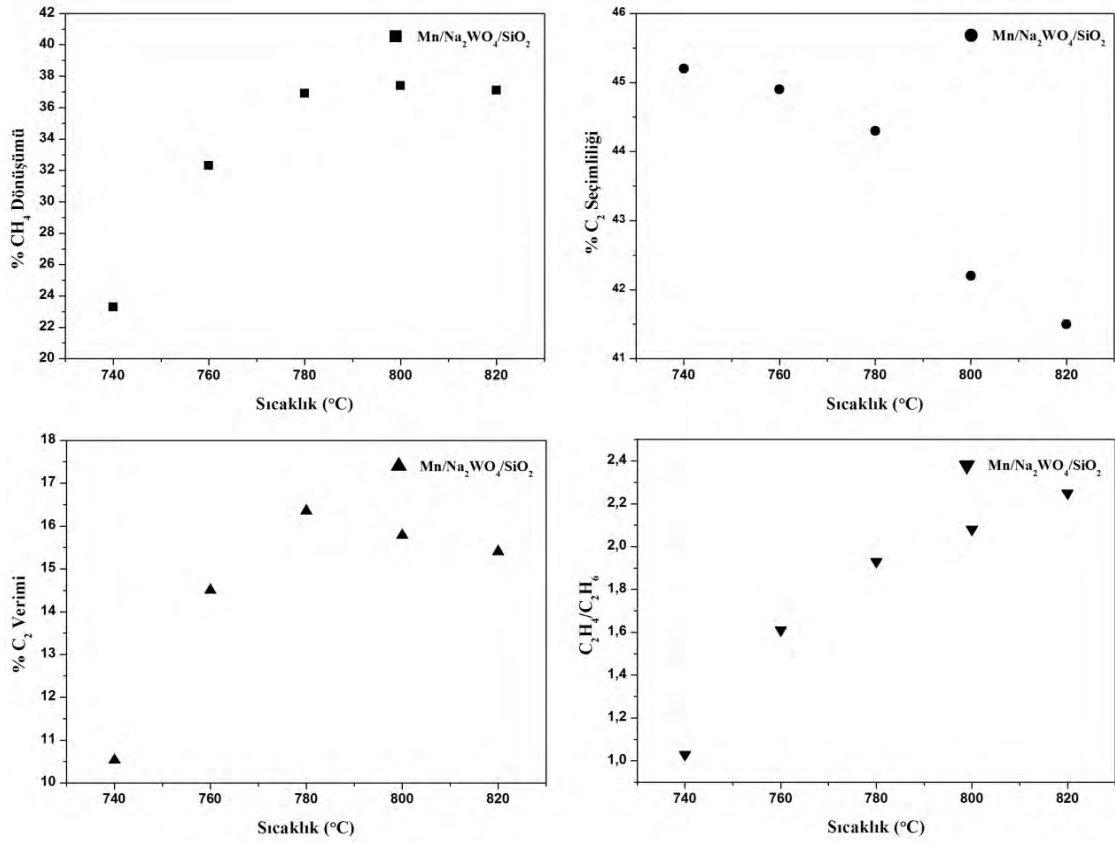 42
40
38
36
34
32
30
28
26
24
22
20
% CH₄ Dönüşümü
Mn/Na₂WO₄/SiO₂
740 760 780 800 820
Sıcaklık (°C)
46
45
44
43
42
41
% C₂ Seçimliliği
Mn/Na₂WO₄/SiO₂
740 760 780 800 820
Sıcaklık (°C)
18
17
16
15
14
13
12
11
10
% C₂ Verimi
Mn/Na₂WO₄/SiO₂
740 760 780 800 820
Sıcaklık (°C)
2,4
2,2
2,0
1,8
1,6
1,4
1,2
1,0
C₂H₄/C₂H₆
Mn/Na₂WO₄/SiO₂
740 760 780 800 820
Sıcaklık (°C)